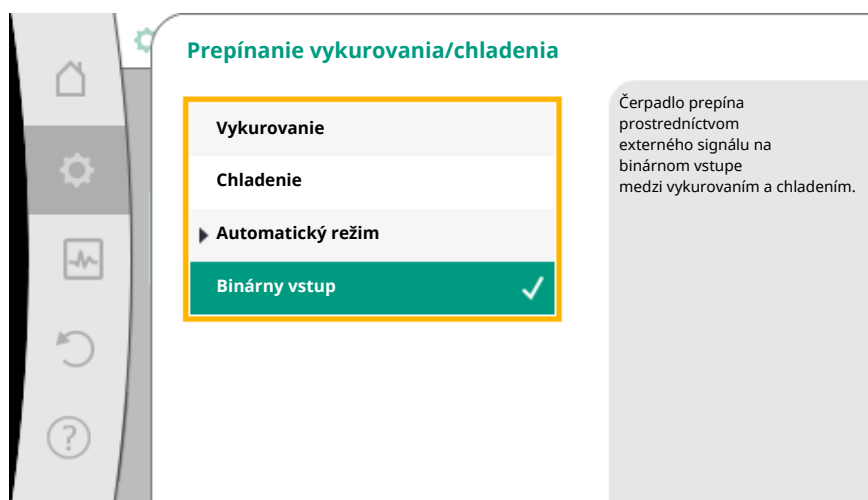 Prepínanie vykurovania/chladenia
Vykurovanie
Chladenie
Automatický režim
Binárny vstup
Čerpadlo prepína
prostredníctvom
externého signálu na
binárnom vstupe
medzi vykurovaním a chladením.
?